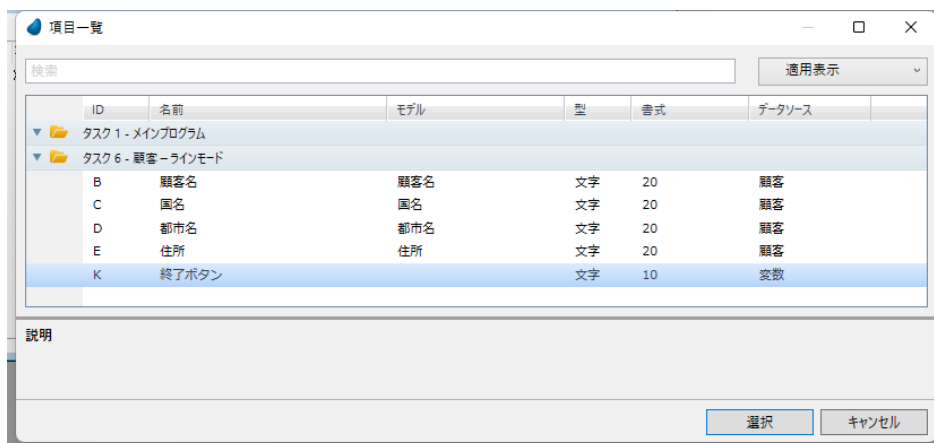 項目一覧
検索
適用表示
ID 名前 モデル 型 書式 データソース
タスク 1 - メインプログラム
タスク 6 - 顧客－ラインモード
B 顧客名 顧客名 文字 20 顧客
C 国名 国名 文字 20 顧客
D 都市名 都市名 文字 20 顧客
E 住所 住所 文字 20 顧客
K 終了ボタン 文字 10 変数
説明
選択 キャンセル